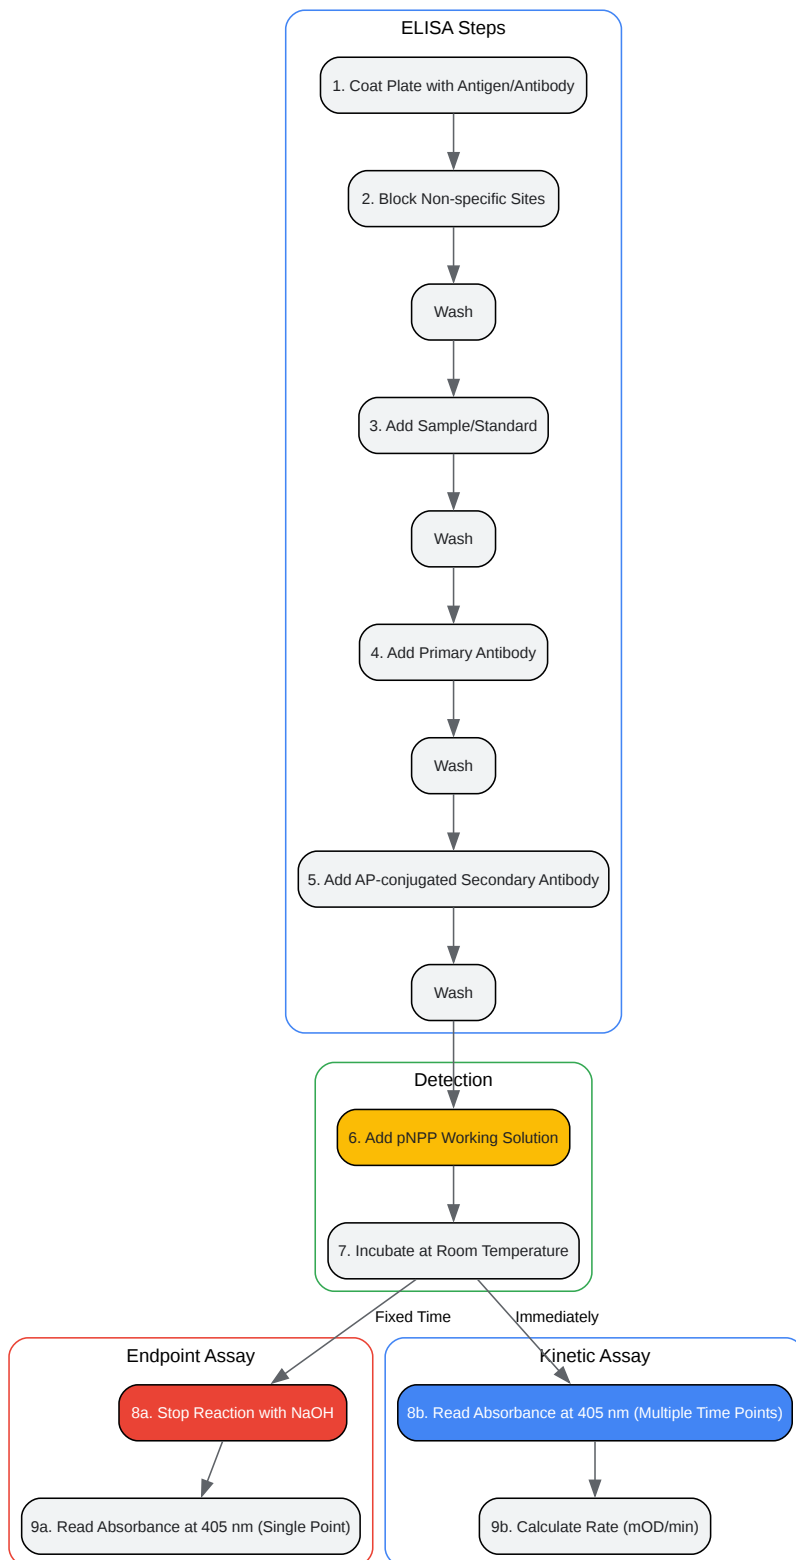 ELISA Steps
1. Coat Plate with Antigen/Antibody
2. Block Non-specific Sites
Wash
3. Add Sample/Standard
Wash
4. Add Primary Antibody
Wash
5. Add AP-conjugated Secondary Antibody
Wash
Detection
6. Add pNPP Working Solution
7. Incubate at Room Temperature
Fixed Time
Immediately
Endpoint Assay
8a. Stop Reaction with NaOH
9a. Read Absorbance at 405 nm (Single Point)
Kinetic Assay
8b. Read Absorbance at 405 nm (Multiple Time Points)
9b. Calculate Rate (mOD/min)